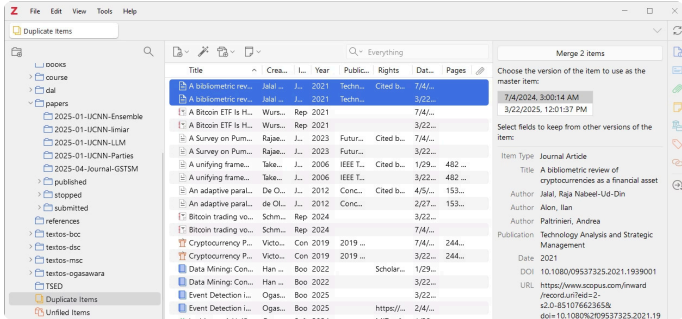 Z File Edit View Tools Help
Duplicate Items
Everything
Merge 2 items
Title Crea... I... Year Public... Rights Dat... Pages
Choose the version of the item to use as the
master item:
7/4/2024, 3:00:14 AM
3/22/2025, 12:01:37 PM
Select fields to keep from other versions of the
item:
books
course
dal
papers
2025-01-IJCNN-Ensemble
2025-01-IJCNN-limiar
2025-01-IJCNN-LLM
2025-01-IJCNN-Parties
2025-04-Journal-GSTSM
published
stopped
submitted
references
textos-bcc
textos-dsc
textos-msc
textos-ogasawara
TSED
Duplicate Items
Unfiled Items
A bibliometric rev... Jalal ... J... 2021 Techn... Cited b... 7/4/...
A bibliometric rev... Jalal ... J... 2021 Techn... 3/22...
A Bitcoin ETF Is H... Wurs... Rep 2023 7/4/...
A Bitcoin ETF Is H... Wurs... Rep 2023 3/22...
A Survey on Pum... Rajae... J... 2023 Futur... Cited b... 7/4/...
A Survey on Pum... Rajae... J... 2023 Futur... 3/22...
A unifying frame... Take... J... 2006 IEEE T... Cited b... 1/29... 482 ...
A unifying frame... Take... J... 2006 IEEE T... 3/22... 482 ...
An adaptive paral... De O... J... 2012 Conc... Cited b... 4/5/... 153...
An adaptive paral... de Ol... J... 2012 Conc... 2/27... 153...
Bitcoin trading vo... Schm... Rep 2024 3/22...
Bitcoin trading vo... Schm... Rep 2024 7/4/...
Cryptocurrency P... Victo... Con 2019 2019 ... 7/4/... 244...
Cryptocurrency P... Victo... Con 2019 2019 ... 3/22... 244...
Data Mining: Con... Han ... Boo 2022 Scholar... 1/29...
Data Mining: Con... Han ... Boo 2022 3/22...
Event Detection i... Ogas... Boo 2025 3/22...
Event Detection i... Ogas... Boo 2025 https://... 2/4/...
Item Type Journal Article
Title A bibliometric review of
cryptocurrencies as a financial asset
Author Jalal, Raja Nabeel-Ud-Din
Author Alon, Ilan
Author Paltrinieri, Andrea
Publication Technology Analysis and Strategic
Management
Date 2021
DOI 10.1080/09537325.2021.1939001
URL https://www.scopus.com/inward
/record.uri?eid=2-
s2.0-85107662365&
doi=10.1080%2f09537325.2021.19